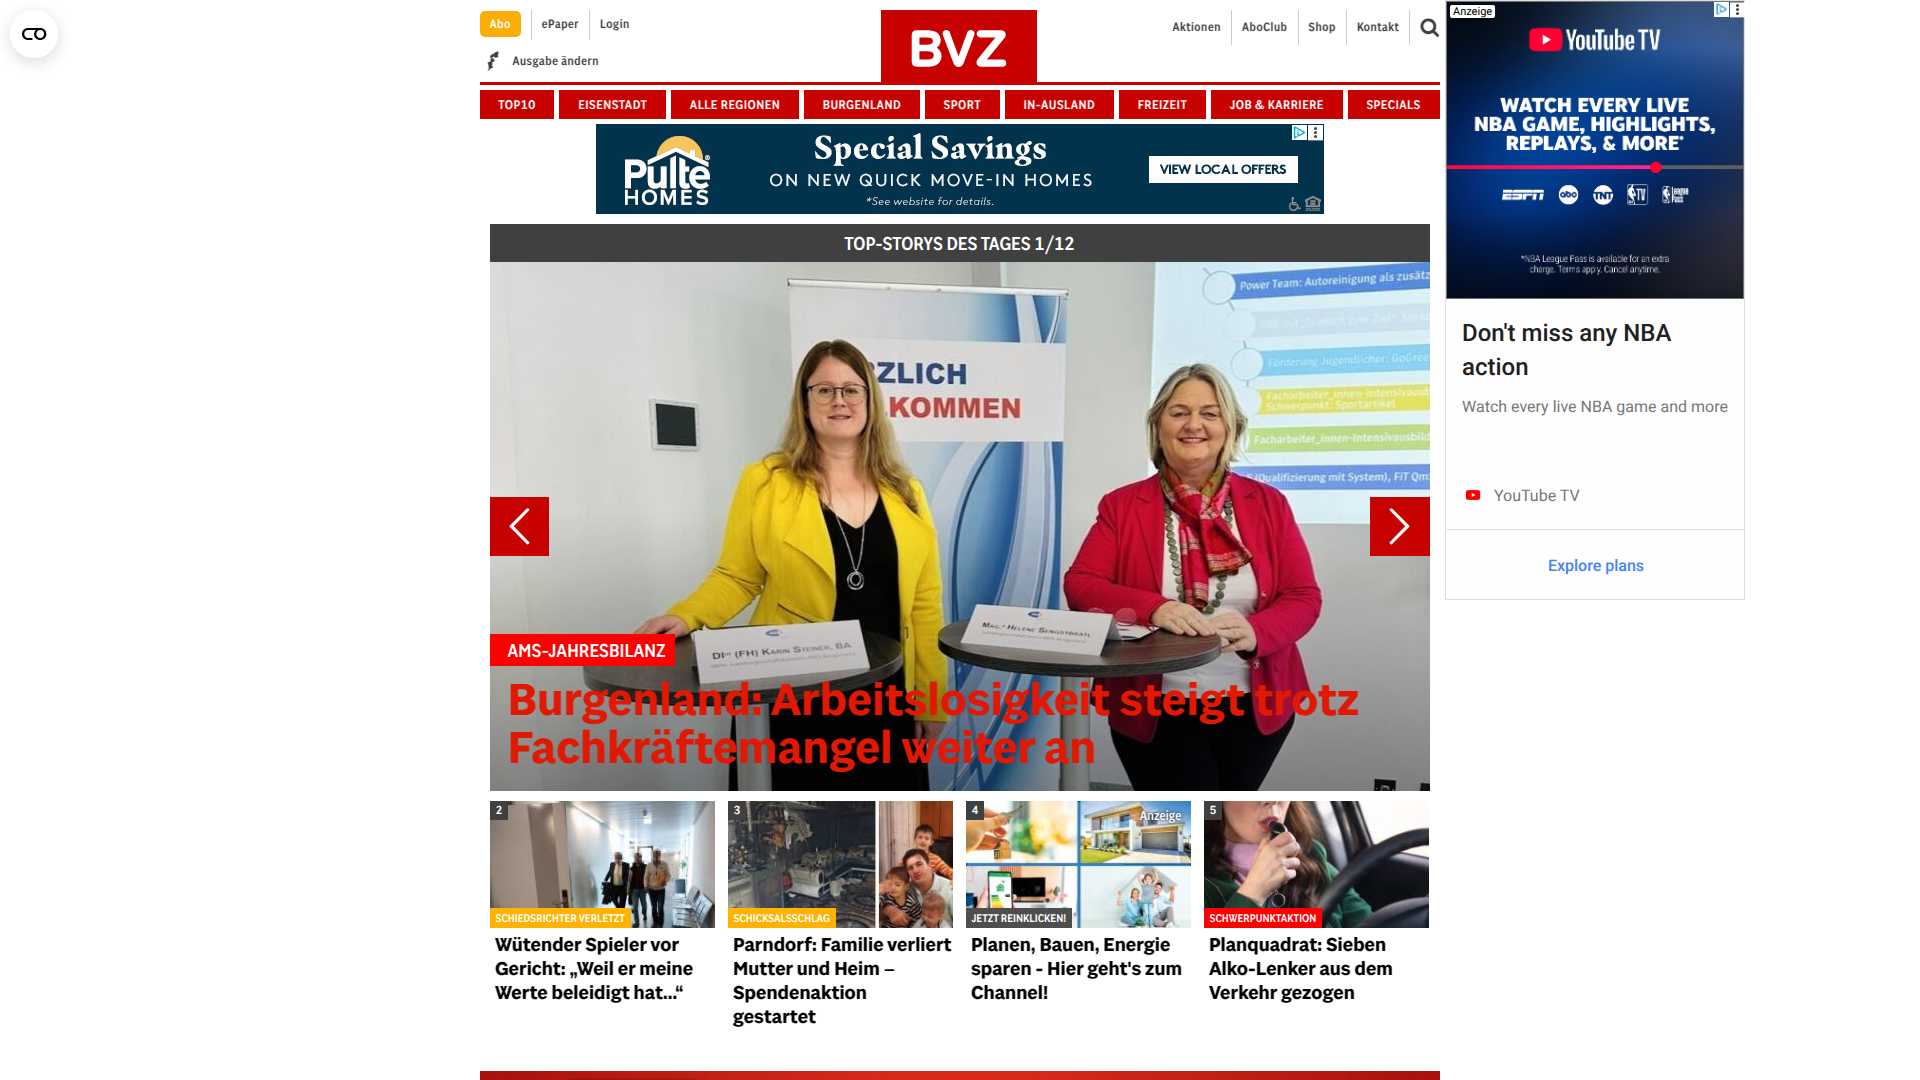 Abo
ePaper
Login
Ausgabe ändern
BVZ
Aktionen
AboClub
Shop
Kontakt
TOP10
EISENSTADT
ALLE REGIONEN
BURGENLAND
SPORT
IN-AUSLAND
FREIZEIT
JOB & KARRIERE
SPECIALS
Pulte
HOMES
Special Savings
ON NEW QUICK MOVE-IN HOMES
*See website for details.
VIEW LOCAL OFFERS
Anzeige
YouTube TV
WATCH EVERY LIVE
NBA GAME, HIGHLIGHTS,
REPLAYS, & MORE*
ESPN
abc
TNT
TV
League
Pass
*NBA League Pass is available for an extra
charge. Terms apply. Cancel anytime.
Don't miss any NBA
action
Watch every live NBA game and more
YouTube TV
Explore plans
TOP-STORYS DES TAGES 1/12
Power Team: Autoreinigung als zusätz
Förderung Jugendlicher: GoGree
Facharbeiter_innen-Intensivausbil
Schwerpunkt: Sportartikel
Facharbeiter_innen-Intensivausbild
(Qualifizierung mit System), FiT Qm
ZLICH
KOMMEN
DIin (FH) Karin Steiner, BA
Mag.a Helene Sengstbratl
AMS-JAHRESBILANZ
Burgenland: Arbeitslosigkeit steigt trotz
Fachkräftemangel weiter an
2
SCHIEDSRICHTER VERLETZT
Wütender Spieler vor
Gericht: „Weil er meine
Werte beleidigt hat...“
3
SCHICKSALSSCHLAG
Parndorf: Familie verliert
Mutter und Heim –
Spendenaktion
gestartet
4
Anzeige
JETZT REINKLICKEN!
Planen, Bauen, Energie
sparen - Hier geht's zum
Channel!
5
SCHWERPUNKTAKTION
Planquadrat: Sieben
Alko-Lenker aus dem
Verkehr gezogen